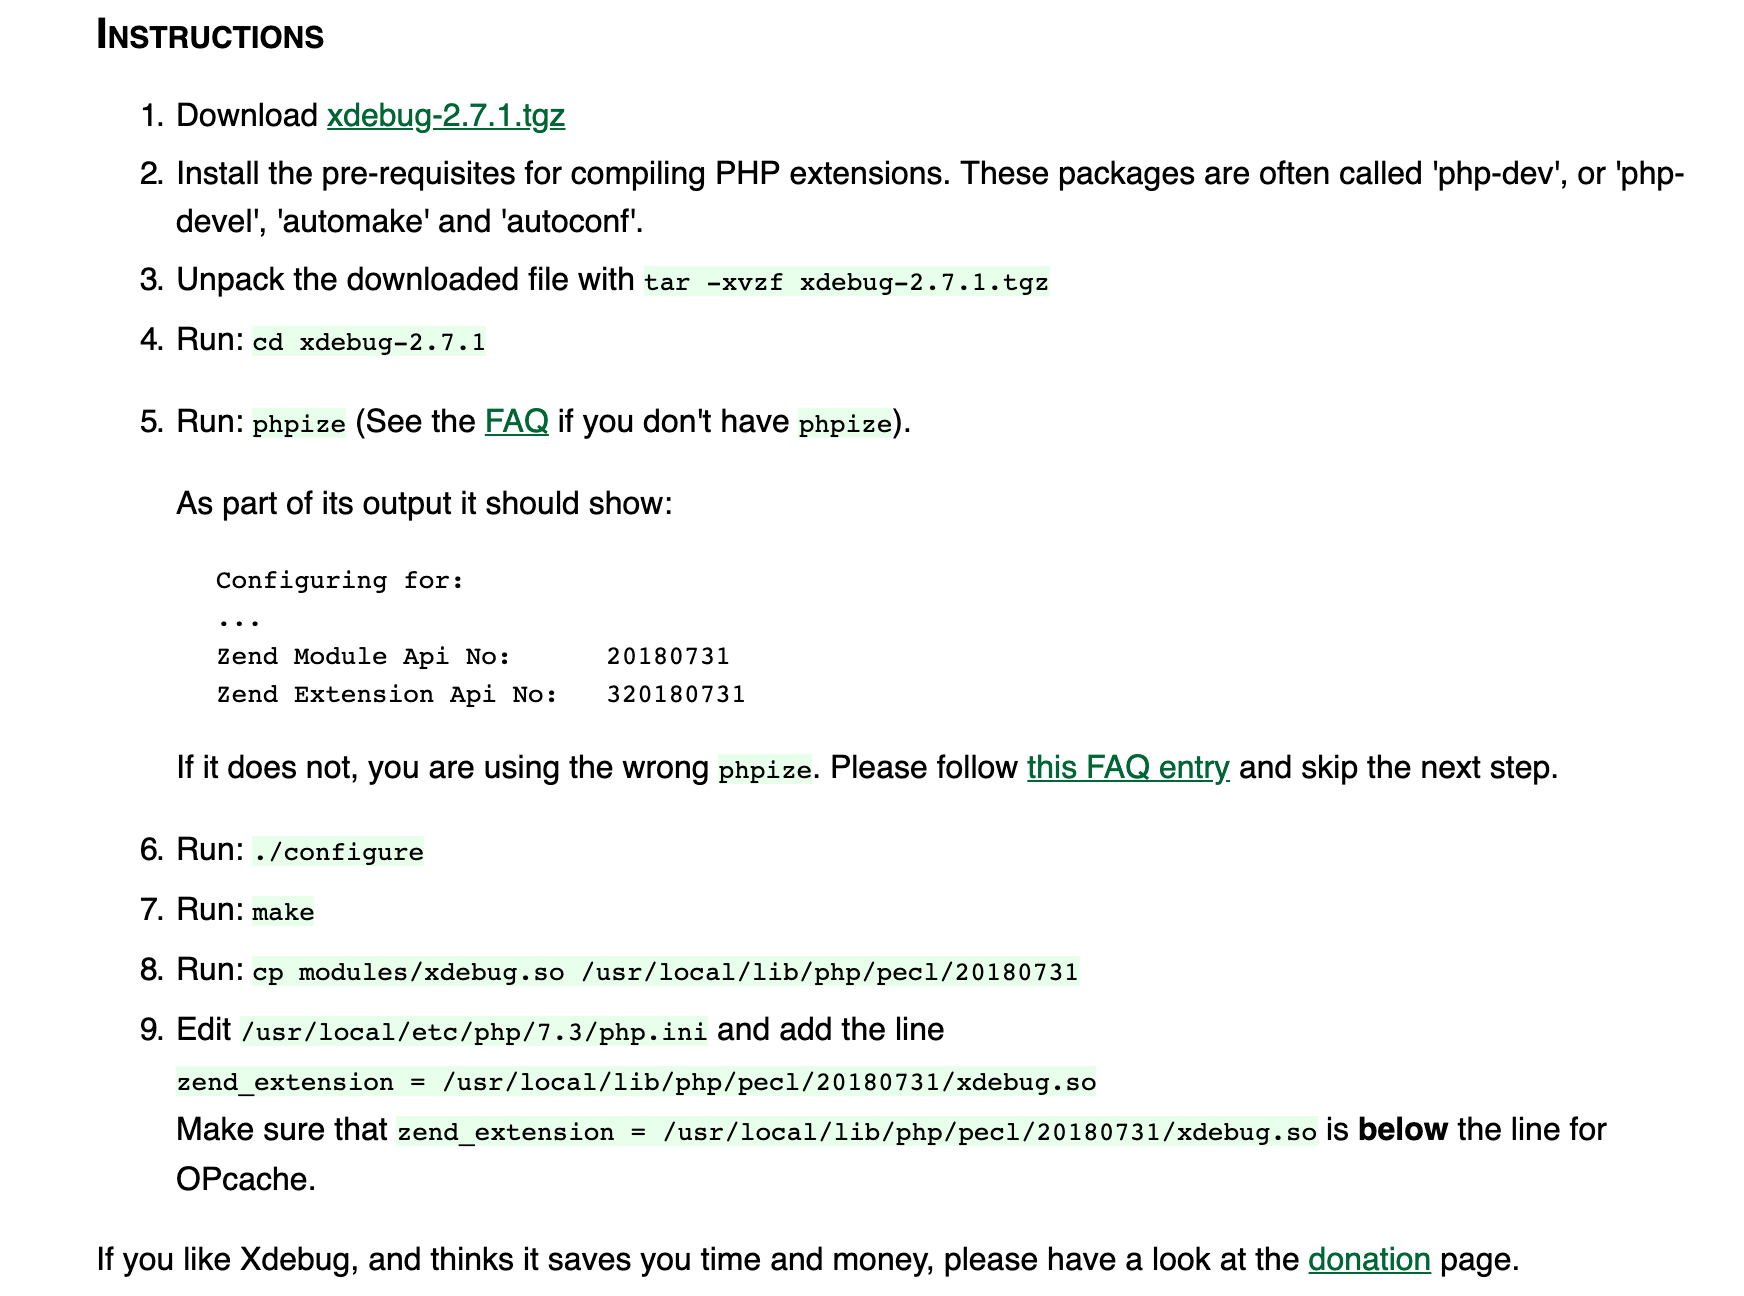 INSTRUCTIONS
1. Download xdebug-2.7.1.tgz
2. Install the pre-requisites for compiling PHP extensions. These packages are often called 'php-dev', or 'php-
devel', 'automake' and 'autoconf'.
3. Unpack the downloaded file with tar -xvzf xdebug-2.7.1.tgz
4. Run: cd xdebug-2.7.1
5. Run: phpize (See the FAQ if you don't have phpize).
As part of its output it should show:
Configuring for:
...
Zend Module Api No:      20180731
Zend Extension Api No:   320180731
If it does not, you are using the wrong phpize. Please follow this FAQ entry and skip the next step.
6. Run: ./configure
7. Run: make
8. Run: cp modules/xdebug.so /usr/local/lib/php/pecl/20180731
9. Edit /usr/local/etc/php/7.3/php.ini and add the line
zend_extension = /usr/local/lib/php/pecl/20180731/xdebug.so
Make sure that zend_extension = /usr/local/lib/php/pecl/20180731/xdebug.so is below the line for
OPcache.
If you like Xdebug, and thinks it saves you time and money, please have a look at the donation page.